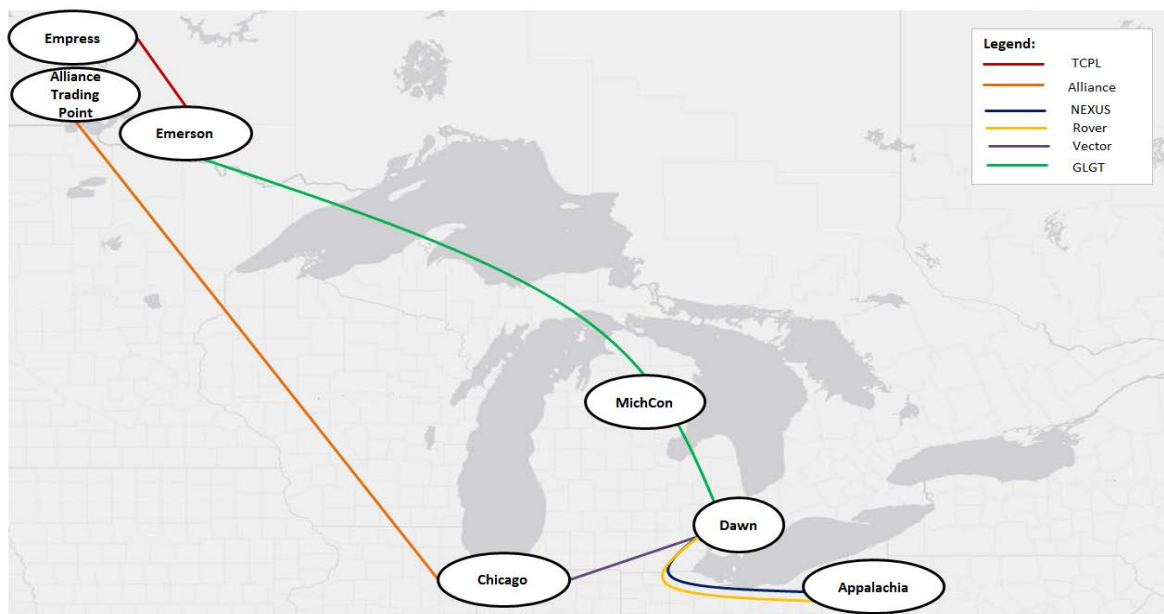 Empress
Alliance
Trading
Point
Emerson
MichCon
Dawn
Chicago
Appalachia
Legend:
TCPL
Alliance
NEXUS
Rover
Vector
GLGT